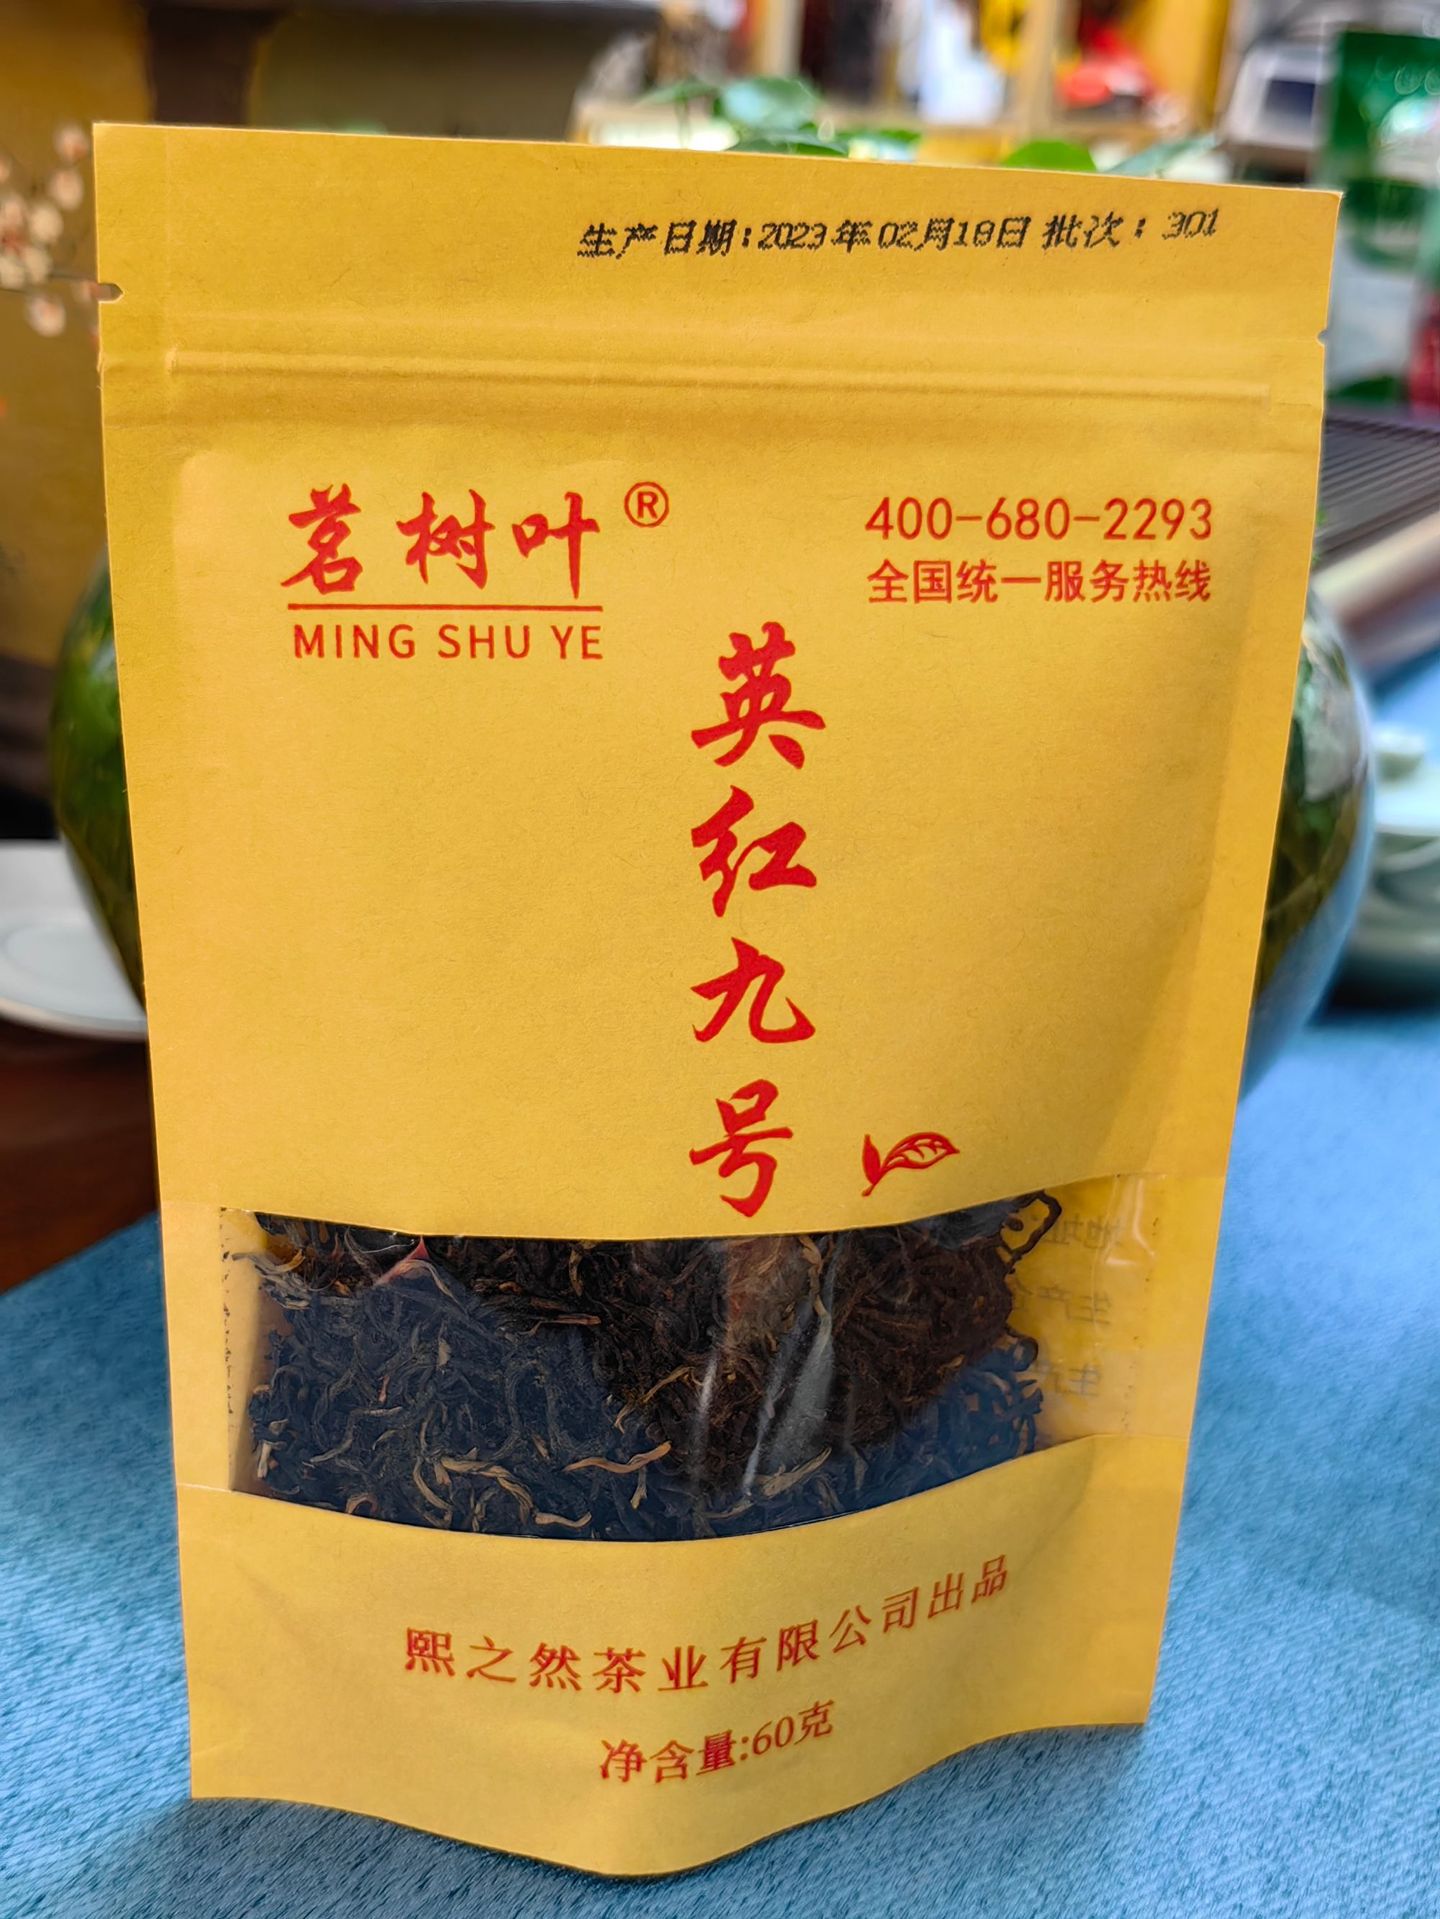 生产日期:2023年02月18日 批次:301
茗树叶®
MING SHU YE
400-680-2293
全国统一服务热线
英红九号
熙之然茶业有限公司出品
净含量:60克